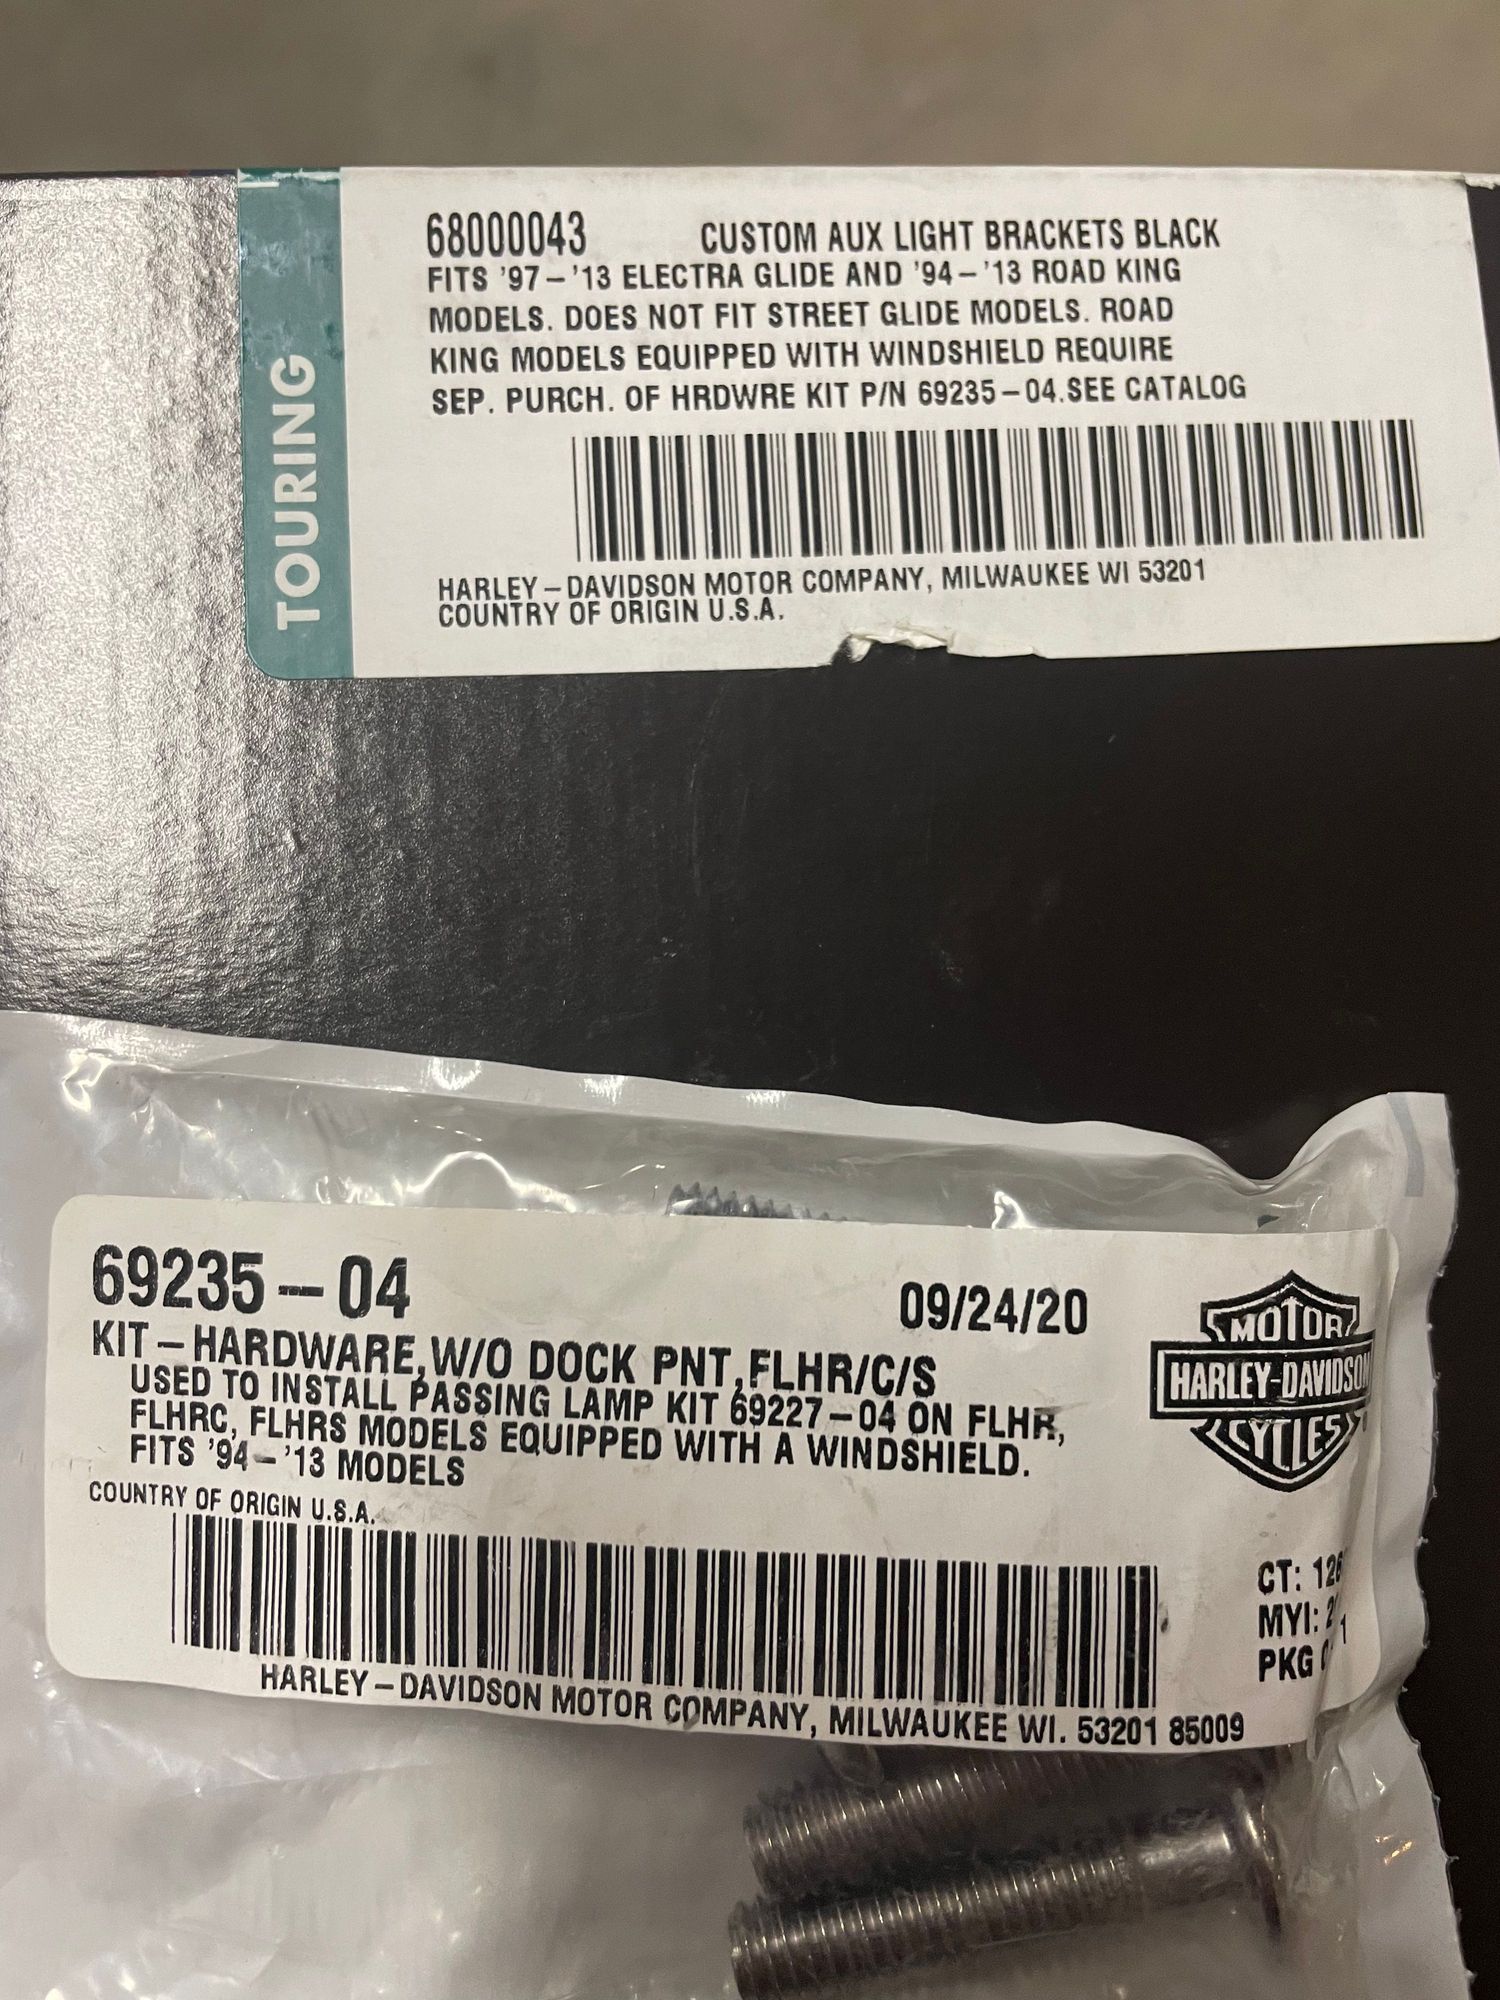 TOURING
68000043 CUSTOM AUX LIGHT BRACKETS BLACK
FITS '97-'13 ELECTRA GLIDE AND '94-'13 ROAD KING
MODELS. DOES NOT FIT STREET GLIDE MODELS. ROAD
KING MODELS EQUIPPED WITH WINDSHIELD REQUIRE
SEP. PURCH. OF HRDWRE KIT P/N 69235-04.SEE CATALOG
HARLEY-DAVIDSON MOTOR COMPANY, MILWAUKEE WI 53201
COUNTRY OF ORIGIN U.S.A.
69235-04 09/24/20
KIT-HARDWARE,W/O DOCK PNT,FLHR/C/S
USED TO INSTALL PASSING LAMP KIT 69227-04 ON FLHR,
FLHRC, FLHRS MODELS EQUIPPED WITH A WINDSHIELD.
FITS '94-'13 MODELS
COUNTRY OF ORIGIN U.S.A.
MOTOR
HARLEY-DAVIDSON
CYCLES
CT:
MYI:
PKG
HARLEY-DAVIDSON MOTOR COMPANY, MILWAUKEE WI. 53201 85009